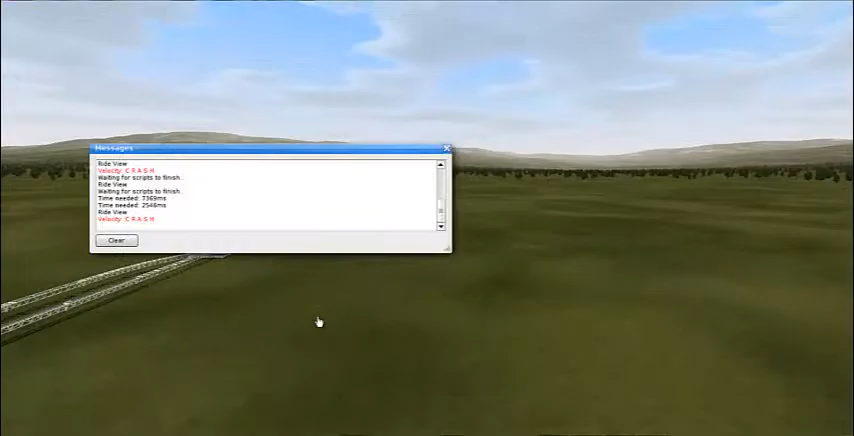 Messages
Ride View
Velocity: C R A S H
Waiting for scripts to finish.
Ride View
Waiting for scripts to finish.
Time needed: 7369ms
Time needed: 2546ms
Ride View
Velocity: C R A S H
Clear